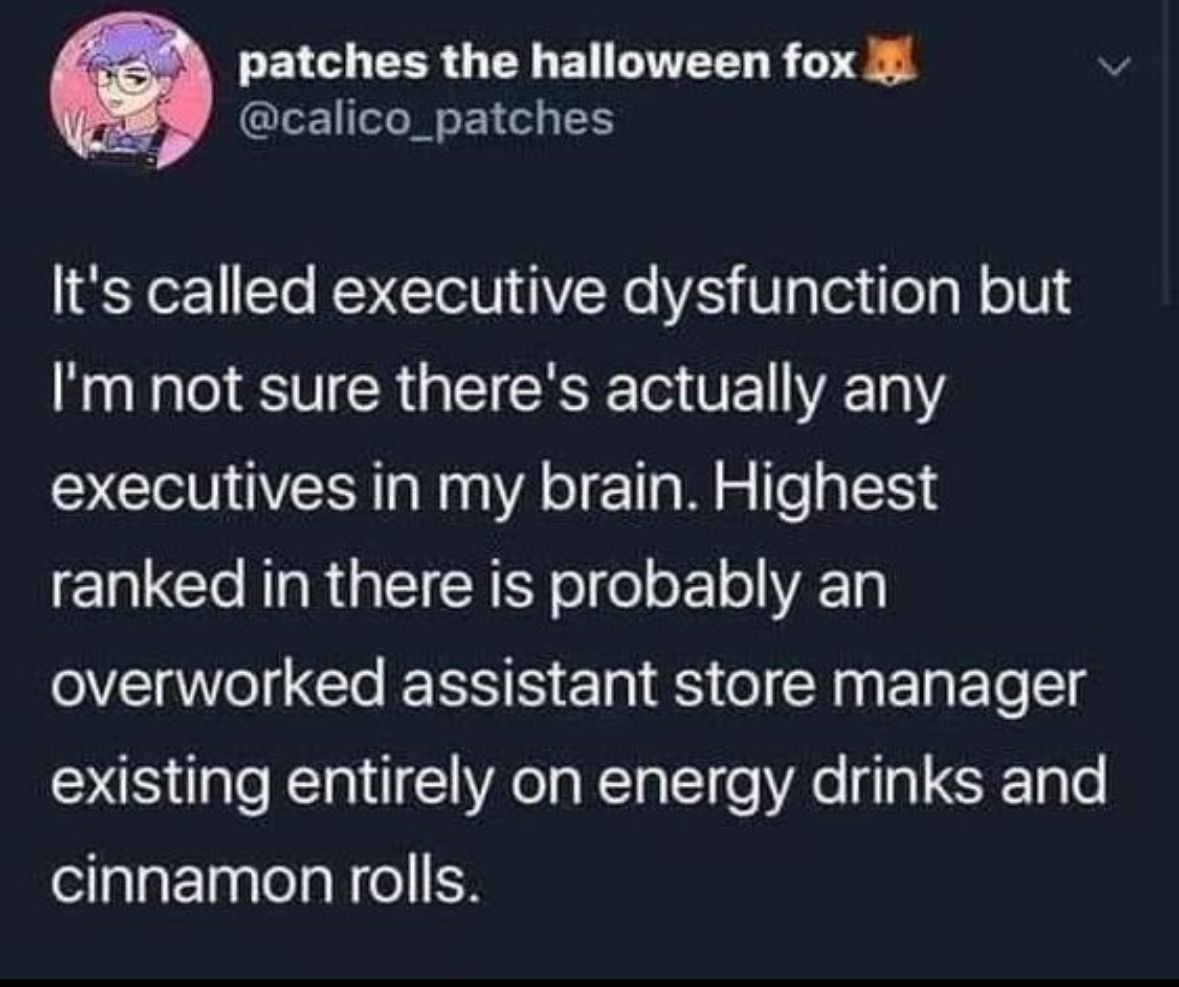 patches the halloween fox🦊
@calico_patches
It's called executive dysfunction but
I'm not sure there's actually any
executives in my brain. Highest
ranked in there is probably an
overworked assistant store manager
existing entirely on energy drinks and
cinnamon rolls.